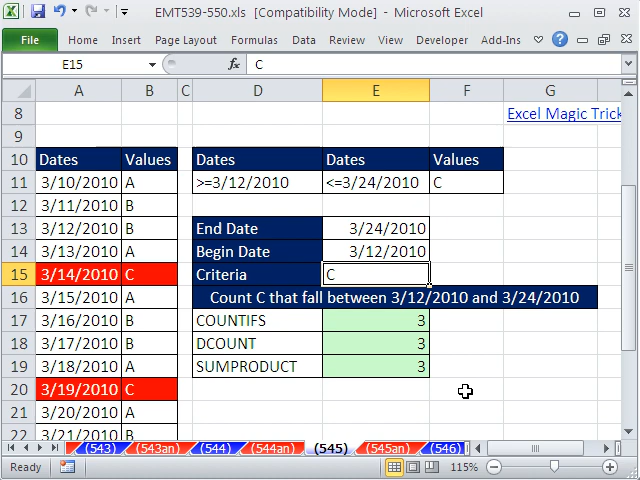 EMT539-550.xls [Compatibility Mode] - Microsoft Excel
File Home Insert Page Layout Formulas Data Review View Developer Add-Ins
E15 fx C
A B C D E F G
8 Excel Magic Trick
9
10 Dates Values Dates Dates Values
11 3/10/2010 A >=3/12/2010 <=3/24/2010 C
12 3/11/2010 B
13 3/12/2010 B End Date 3/24/2010
14 3/13/2010 A Begin Date 3/12/2010
15 3/14/2010 C Criteria C
16 3/15/2010 A Count C that fall between 3/12/2010 and 3/24/2010
17 3/16/2010 B COUNTIFS 3
18 3/17/2010 B DCOUNT 3
19 3/18/2010 A SUMPRODUCT 3
20 3/19/2010 C
21 3/20/2010 A
22 3/21/2010 B
(543) (543an) (544) (544an) (545) (545an) (546)
Ready 115%